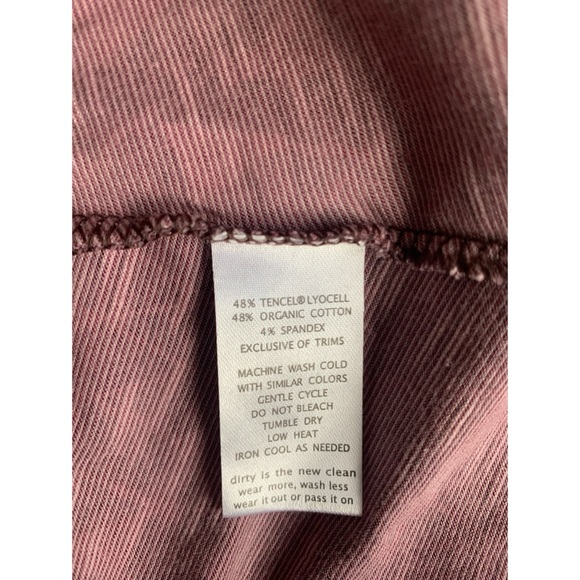 48% TENCEL®LYOCELL
48% ORGANIC COTTON
4% SPANDEX
EXCLUSIVE OF TRIMS
MACHINE WASH COLD
WITH SIMILAR COLORS
GENTLE CYCLE
DO NOT BLEACH
TUMBLE DRY
LOW HEAT
IRON COOL AS NEEDED
dirty is the new clean
wear more, wash less
wear it out or pass it on